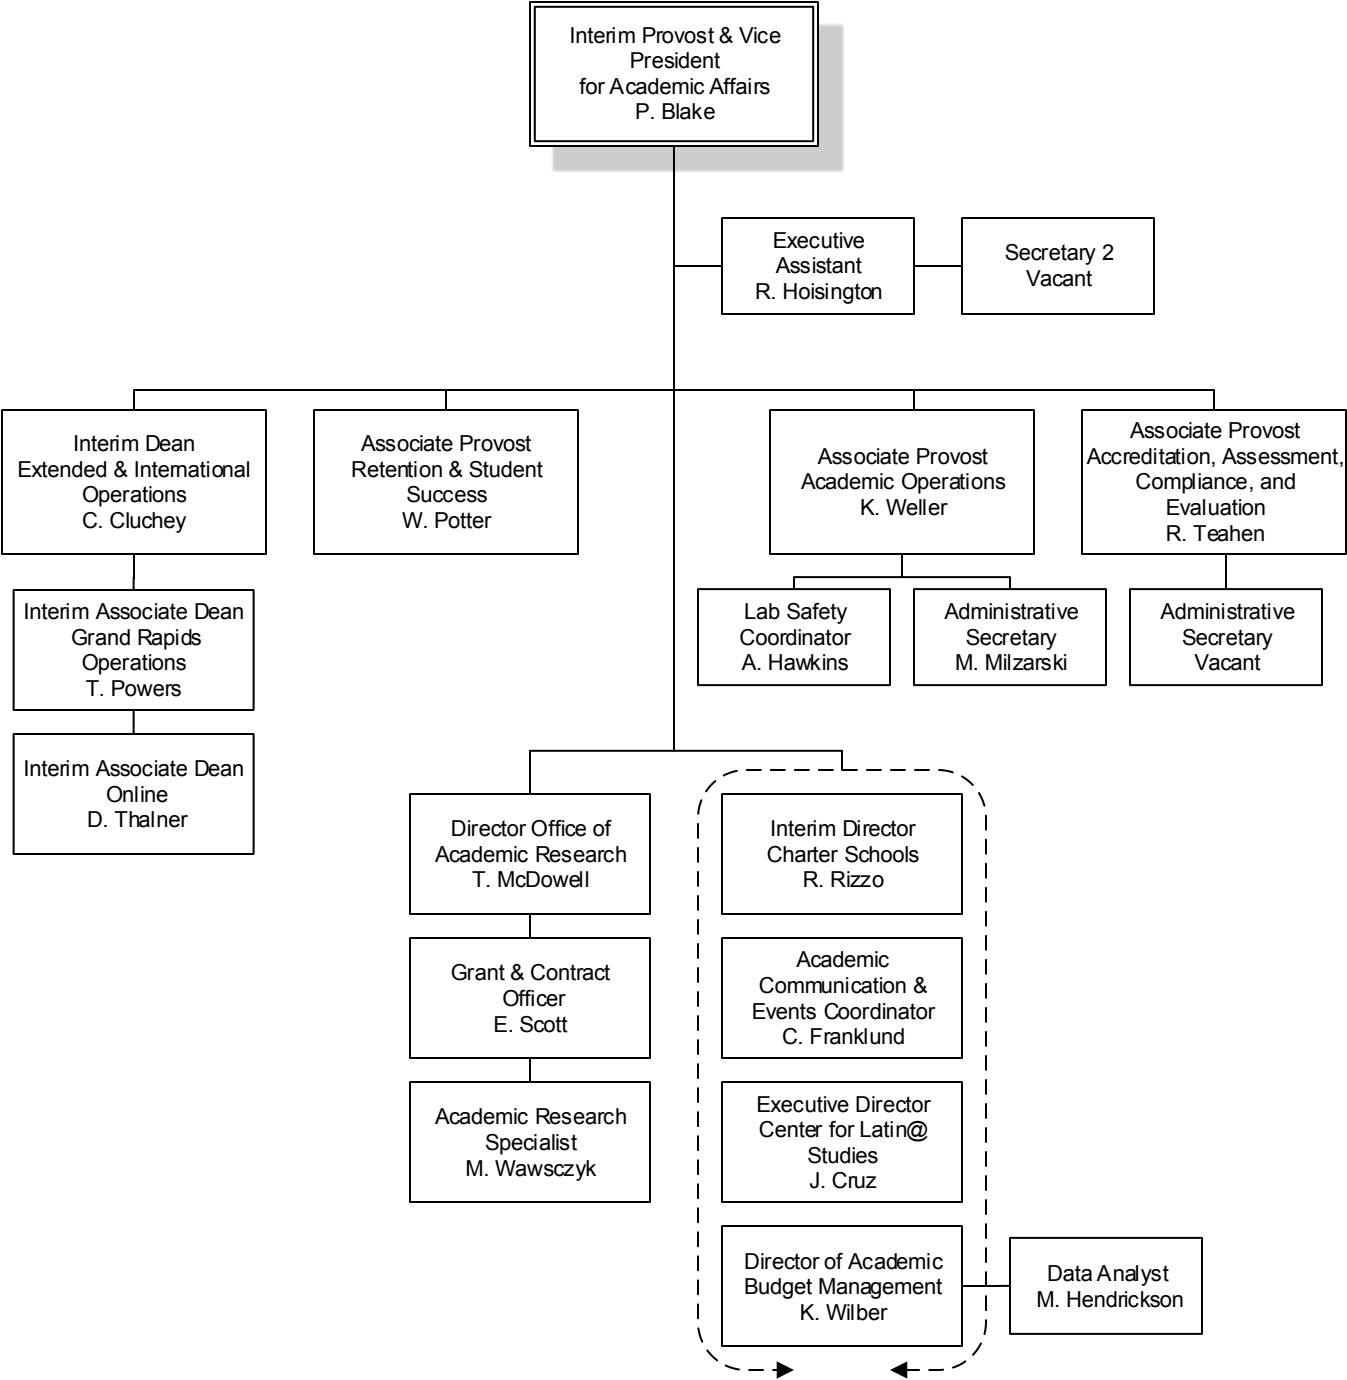 Interim Provost & Vice
President
for Academic Affairs
P. Blake
Executive
Assistant
R. Hoisington
Secretary 2
Vacant
Interim Dean
Extended & International
Operations
C. Cluchey
Associate Provost
Retention & Student
Success
W. Potter
Associate Provost
Academic Operations
K. Weller
Associate Provost
Accreditation, Assessment,
Compliance, and
Evaluation
R. Teahen
Interim Associate Dean
Grand Rapids
Operations
T. Powers
Lab Safety
Coordinator
A. Hawkins
Administrative
Secretary
M. Milzarski
Administrative
Secretary
Vacant
Interim Associate Dean
Online
D. Thalner
Director Office of
Academic Research
T. McDowell
Interim Director
Charter Schools
R. Rizzo
Grant & Contract
Officer
E. Scott
Academic
Communication &
Events Coordinator
C. Franklund
Academic Research
Specialist
M. Wawsczyk
Executive Director
Center for Latin@
Studies
J. Cruz
Director of Academic
Budget Management
K. Wilber
Data Analyst
M. Hendrickson